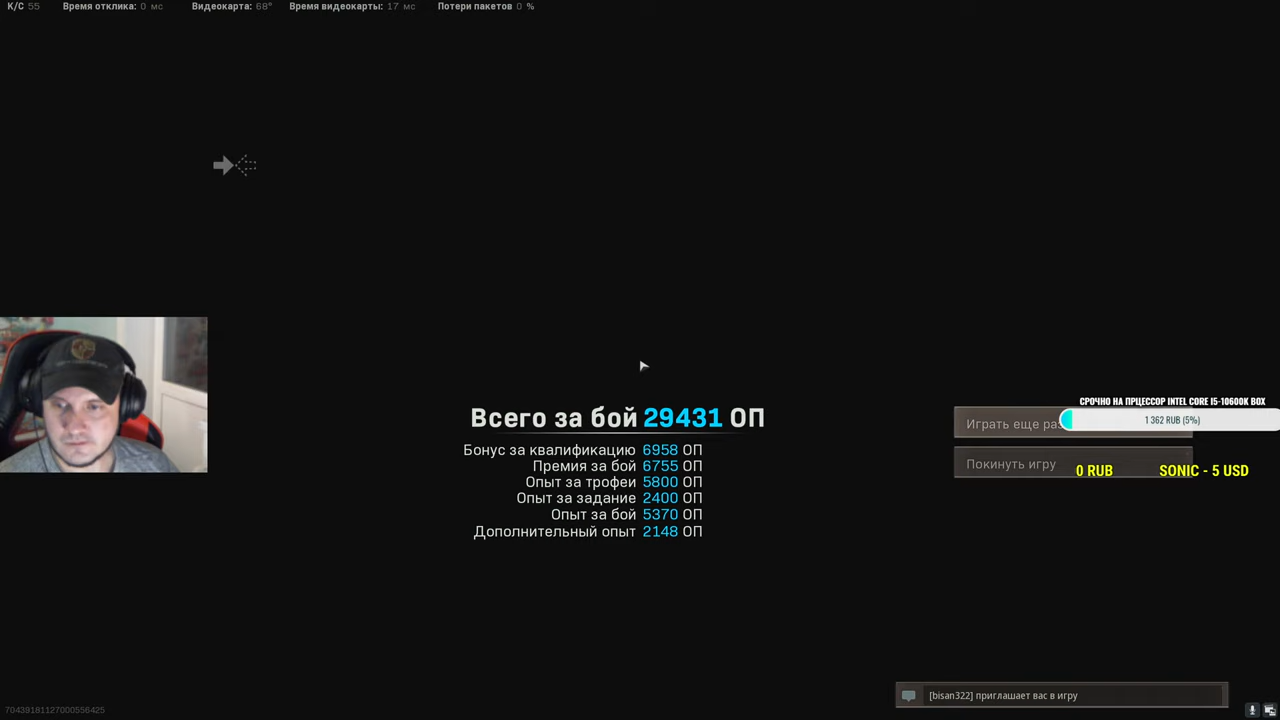 К/С 55 Время отклика: 0 мс Видеокарта: 68° Время видеокарты: 17 мс Потери пакетов 0 %
Всего за бой 29431 ОП
Бонус за квалификацию 6958 ОП
Премия за бой 6755 ОП
Опыт за трофеи 5800 ОП
Опыт за задание 2400 ОП
Опыт за бой 5370 ОП
Дополнительный опыт 2148 ОП
СРОЧНО НА ПРЦЕССОР INTEL CORE I5-10600K BOX
Играть еще раз
1 362 RUB (5%)
Покинуть игру
0 RUB SONIC - 5 USD
[bisan322] приглашает вас в игру
70439181127000556425